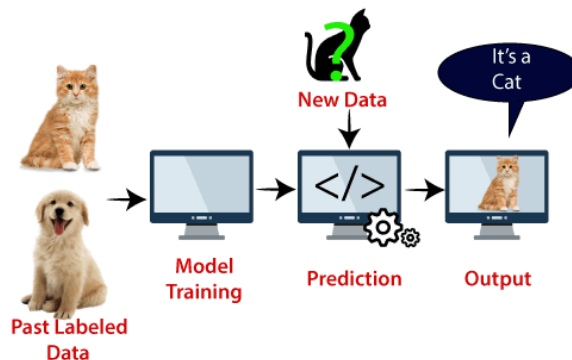 ?
It's a
Cat
New Data
</>
Model
Training
Prediction
Output
Past Labeled
Data